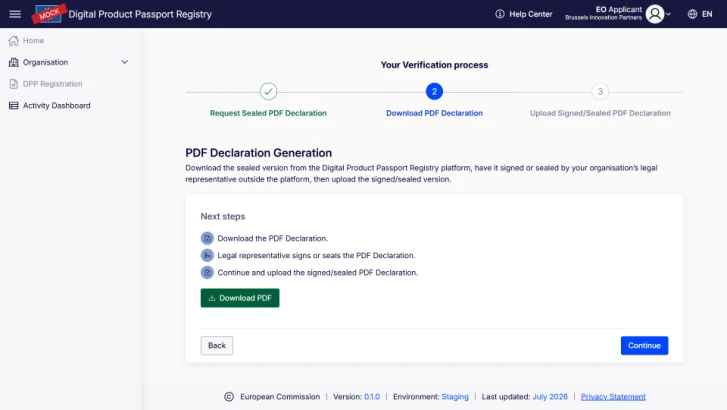 MOCK
Digital Product Passport Registry
Help Center
EO Applicant
Brussels Innovation Partners
EN
Home
Organisation
DPP Registration
Activity Dashboard
Your Verification process
2
3
Request Sealed PDF Declaration
Download PDF Declaration
Upload Signed/Sealed PDF Declaration
PDF Declaration Generation
Download the sealed version from the Digital Product Passport Registry platform, have it signed or sealed by your organisation's legal
representative outside the platform, then upload the signed/sealed version.
Next steps
Download the PDF Declaration.
Legal representative signs or seals the PDF Declaration.
Continue and upload the signed/sealed PDF Declaration.
Download PDF
Back
Continue
© European Commission | Version: 0.1.0 | Environment: Staging | Last updated: July 2026 | Privacy Statement